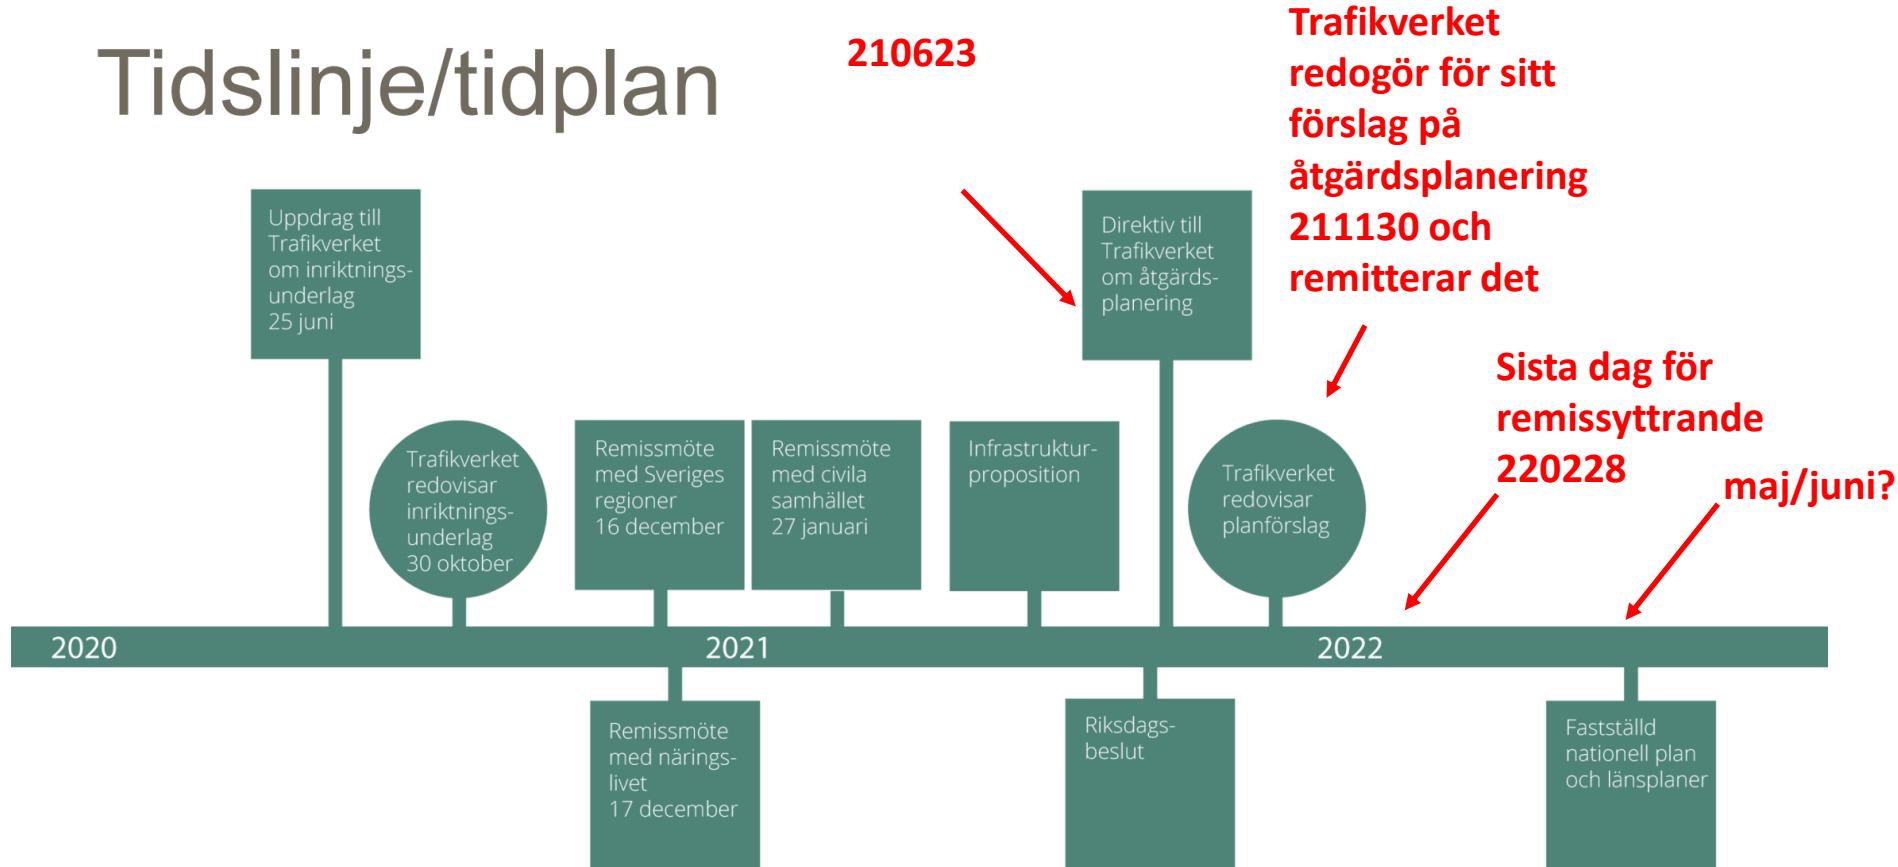 Tidslinje/tidplan
210623
Trafikverket
redogör för sitt
förslag på
åtgärdsplanering
211130 och
remitterar det
Uppdrag till
Trafikverket
om inriktnings-
underlag
25 juni
Direktiv till
Trafikverket
om åtgärds-
planering
Sista dag för
remissyttrande
220228
maj/juni?
Trafikverket
redovisar
inriktnings-
underlag
30 oktober
Remissmöte
med Sveriges
regioner
16 december
Remissmöte
med civila
samhället
27 januari
Infrastruktur-
proposition
Trafikverket
redovisar
planförslag
2020
2021
2022
Remissmöte
med närings-
livet
17 december
Riksdags-
beslut
Fastställd
nationell plan
och länsplaner